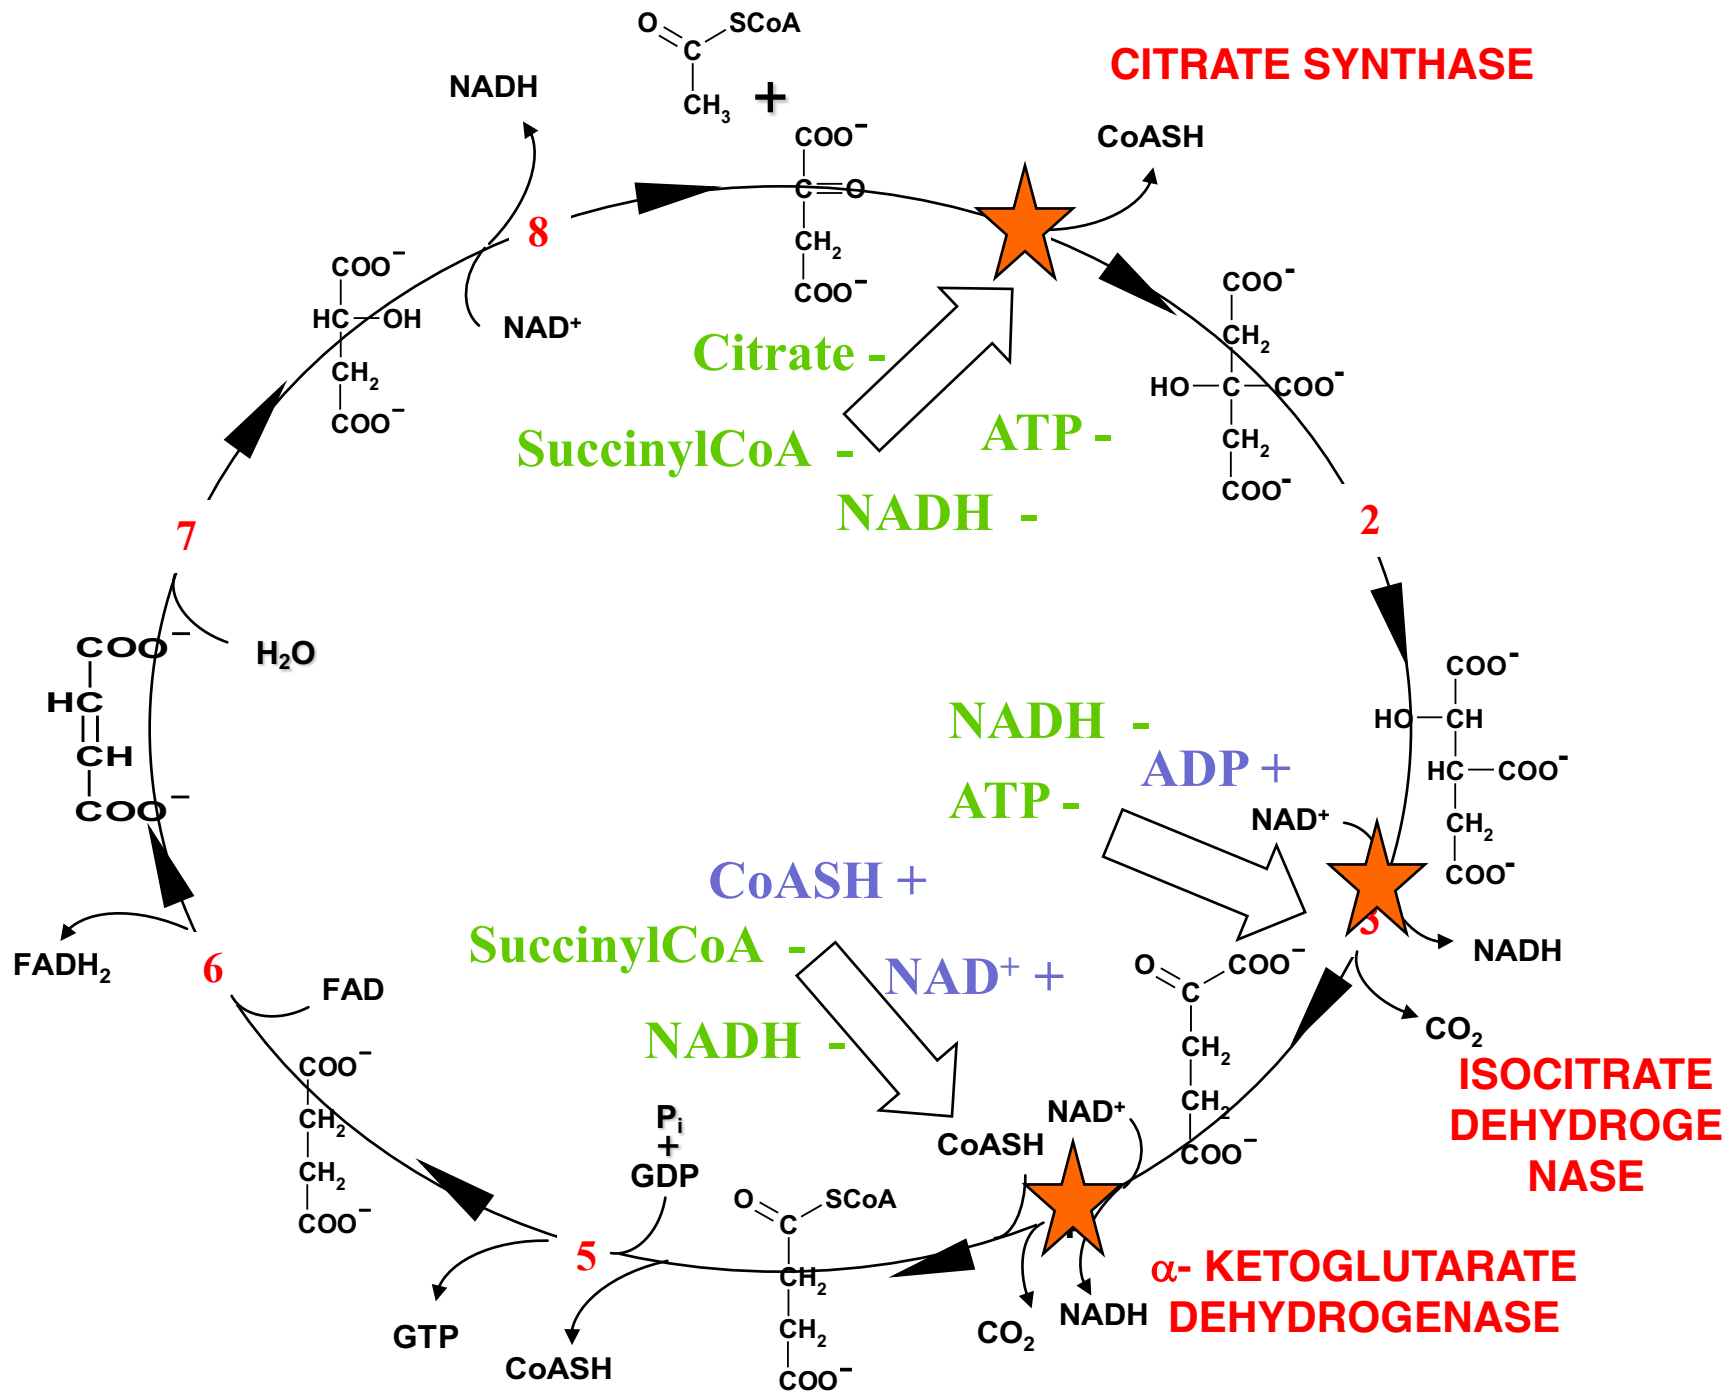 O
SCoA
C
CH₃
+
CITRATE SYNTHASE
NADH
CoASH
COO⁻
C=O
CH₂
COO⁻
8
NAD⁺
COO⁻
HC—OH
CH₂
COO⁻
COO⁻
CH₂
HO—C—COO⁻
CH₂
COO⁻
Citrate -
SuccinylCoA -
ATP -
NADH -
2
7
H₂O
COO⁻
HC
CH
COO⁻
COO⁻
HO—CH
HC—COO⁻
CH₂
COO⁻
NADH -
ADP +
ATP -
NAD⁺
3
NADH
CO₂
ISOCITRATE
DEHYDROGE
NASE
CoASH +
SuccinylCoA -
NAD⁺ +
NADH -
O
COO⁻
C
CH₂
CH₂
COO⁻
FADH₂
6
FAD
COO⁻
CH₂
CH₂
COO⁻
Pi
+
GDP
CoASH
NAD⁺
α- KETOGLUTARATE
DEHYDROGENASE
NADH
CO₂
O
SCoA
C
CH₂
CH₂
COO⁻
5
GTP
CoASH